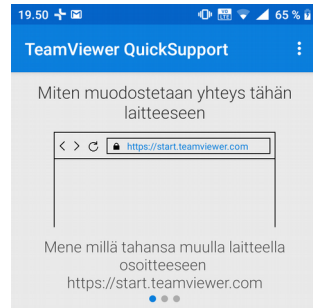 19.50 65 %
TeamViewer QuickSupport
Miten muodostetaan yhteys tähän
laitteeseen
https://start.teamviewer.com
Mene millä tahansa muulla laitteella
osoitteeseen
https://start.teamviewer.com